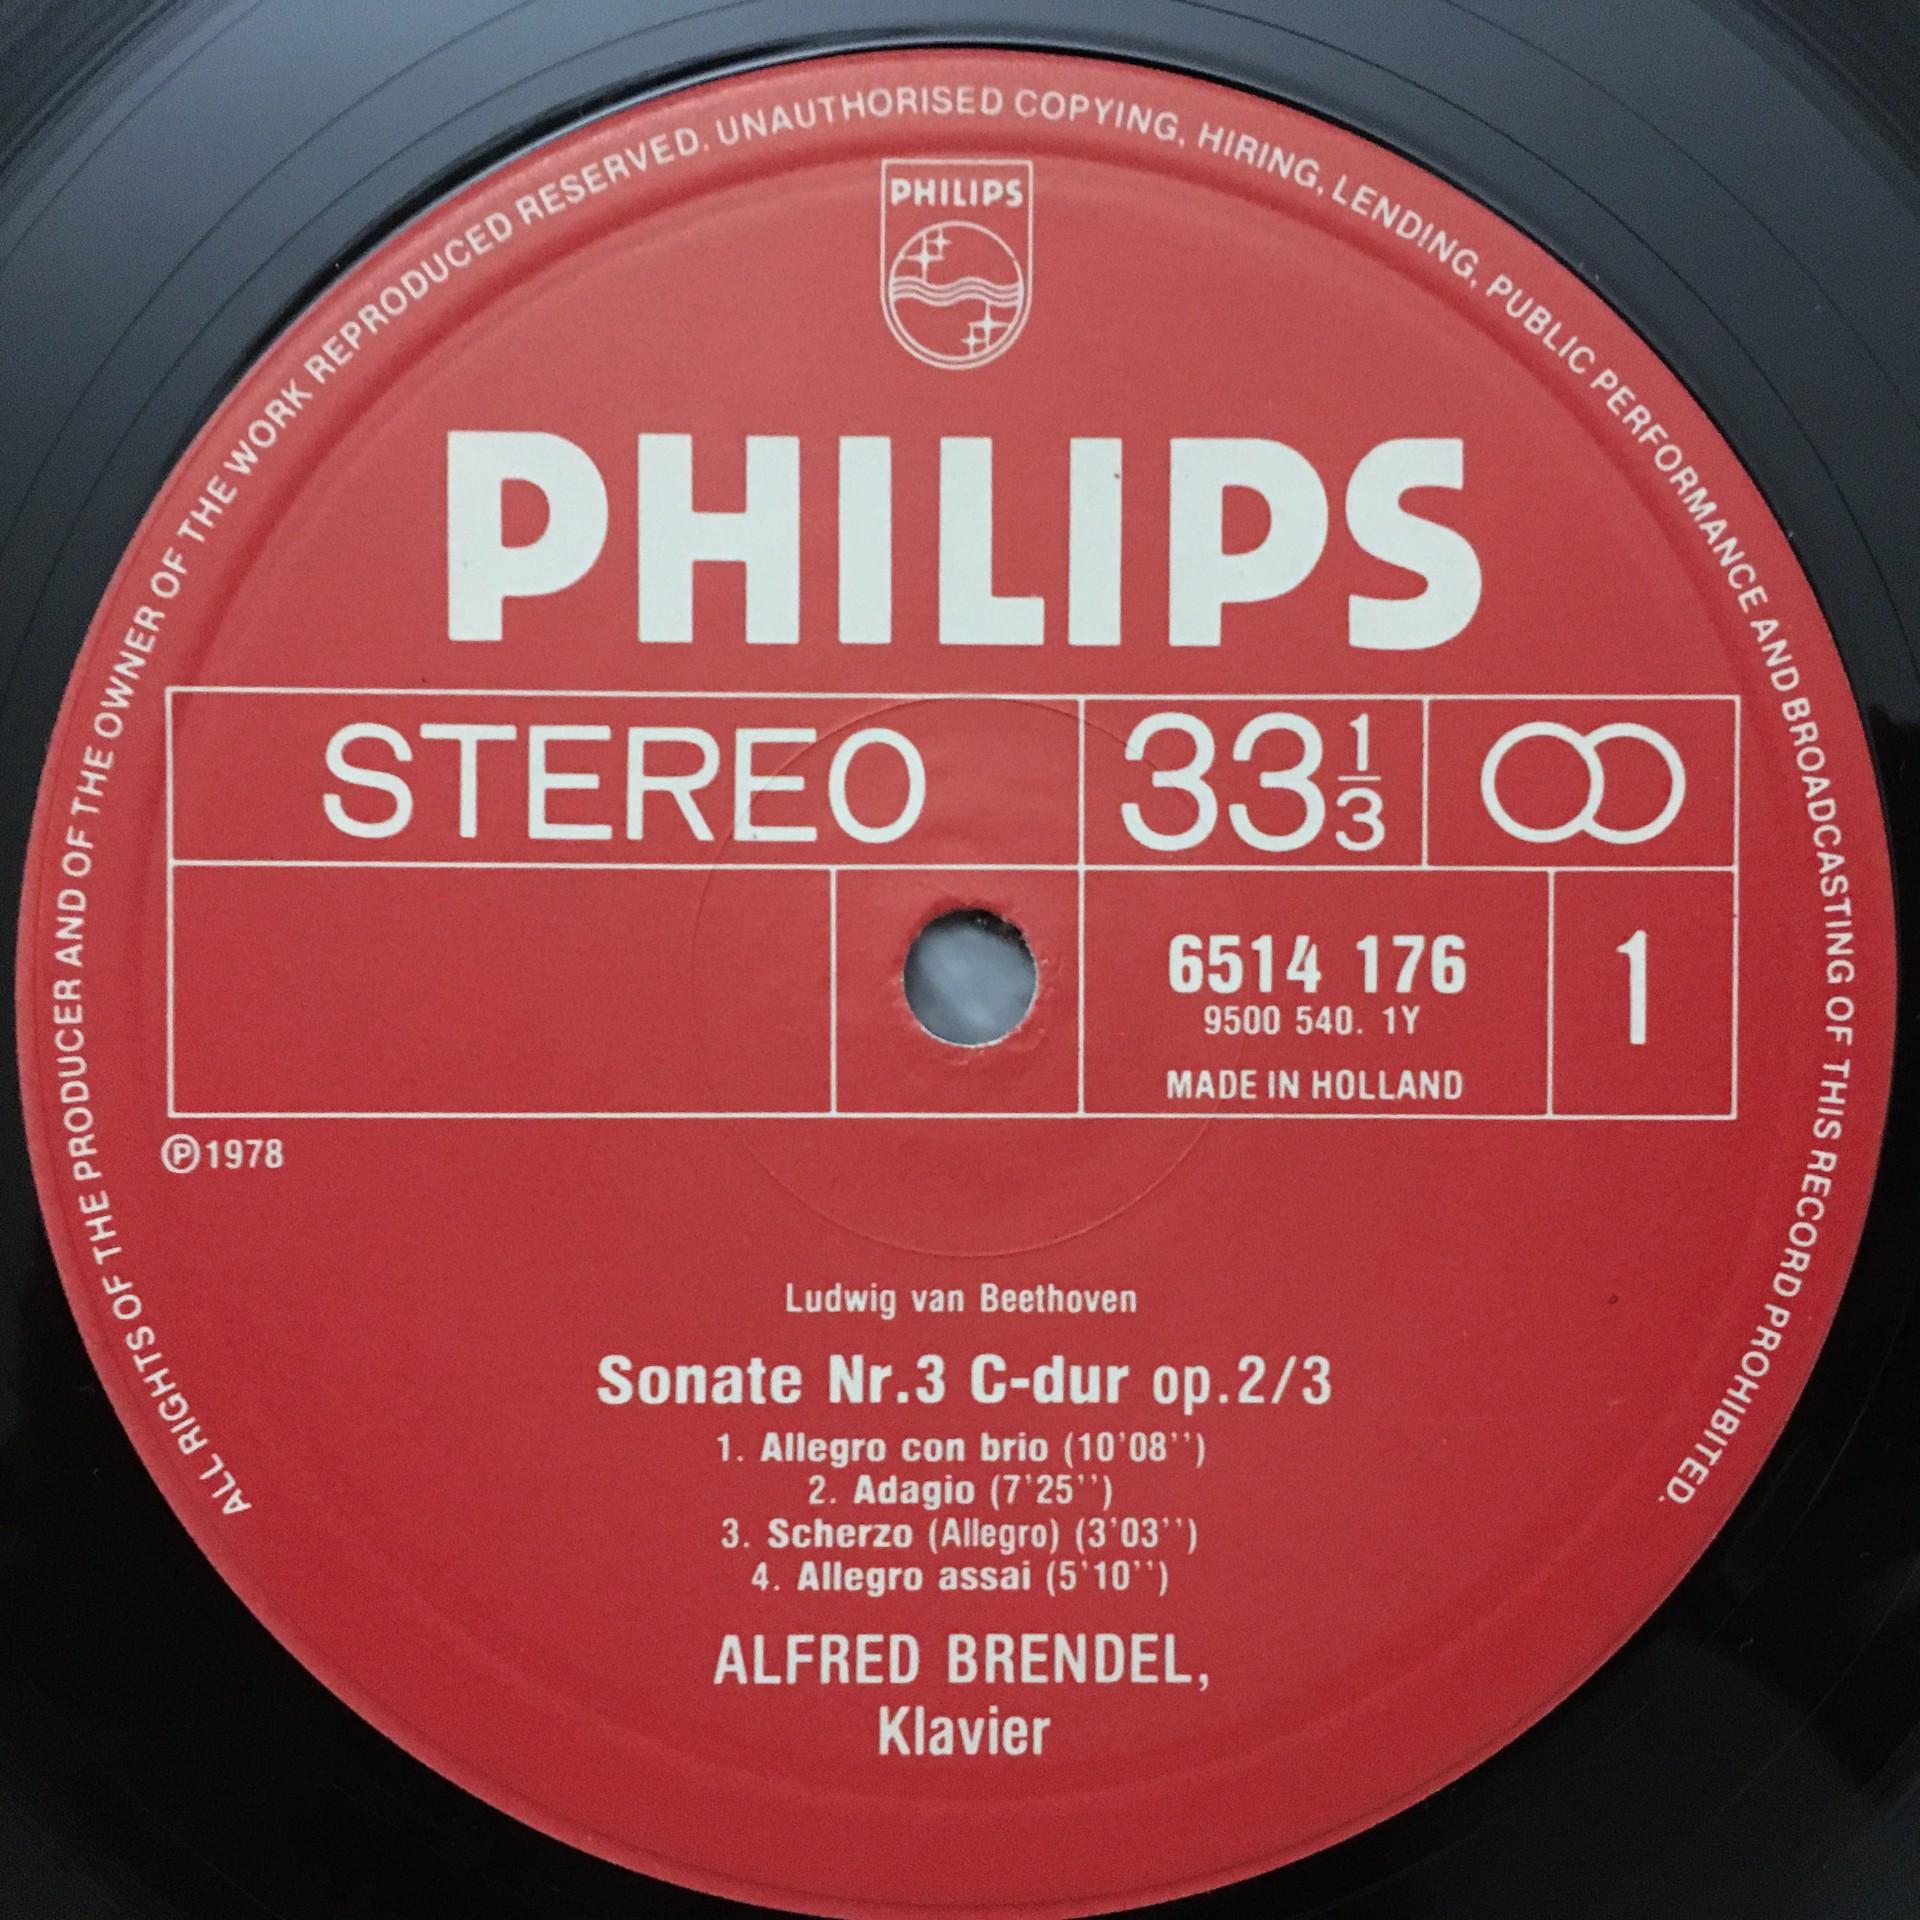 ALL RIGHTS OF THE PRODUCER AND OF THE OWNER OF THE WORK REPRODUCED RESERVED. UNAUTHORISED COPYING, HIRING, LENDING, PUBLIC PERFORMANCE AND BROADCASTING OF THIS RECORD PROHIBITED.
PHILIPS
PHILIPS
STEREO 33 1/3
6514 176 1
9500 540. 1Y
MADE IN HOLLAND
℗1978
Ludwig van Beethoven
Sonate Nr.3 C-dur op.2/3
1. Allegro con brio (10'08'')
2. Adagio (7'25'')
3. Scherzo (Allegro) (3'03'')
4. Allegro assai (5'10'')
ALFRED BRENDEL,
Klavier